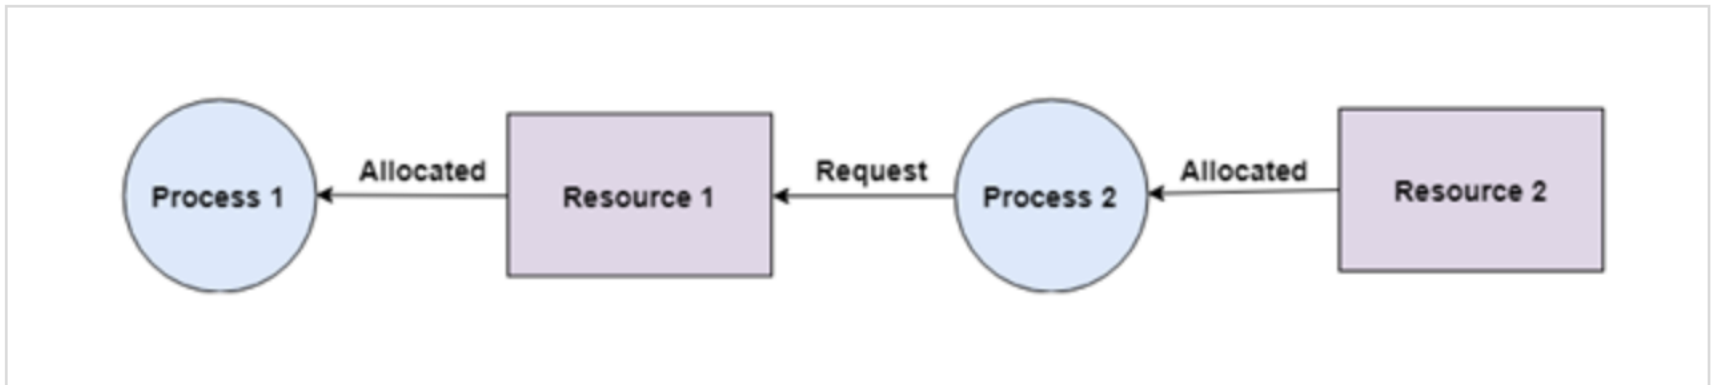 Process 1
Allocated
Resource 1
Request
Process 2
Allocated
Resource 2